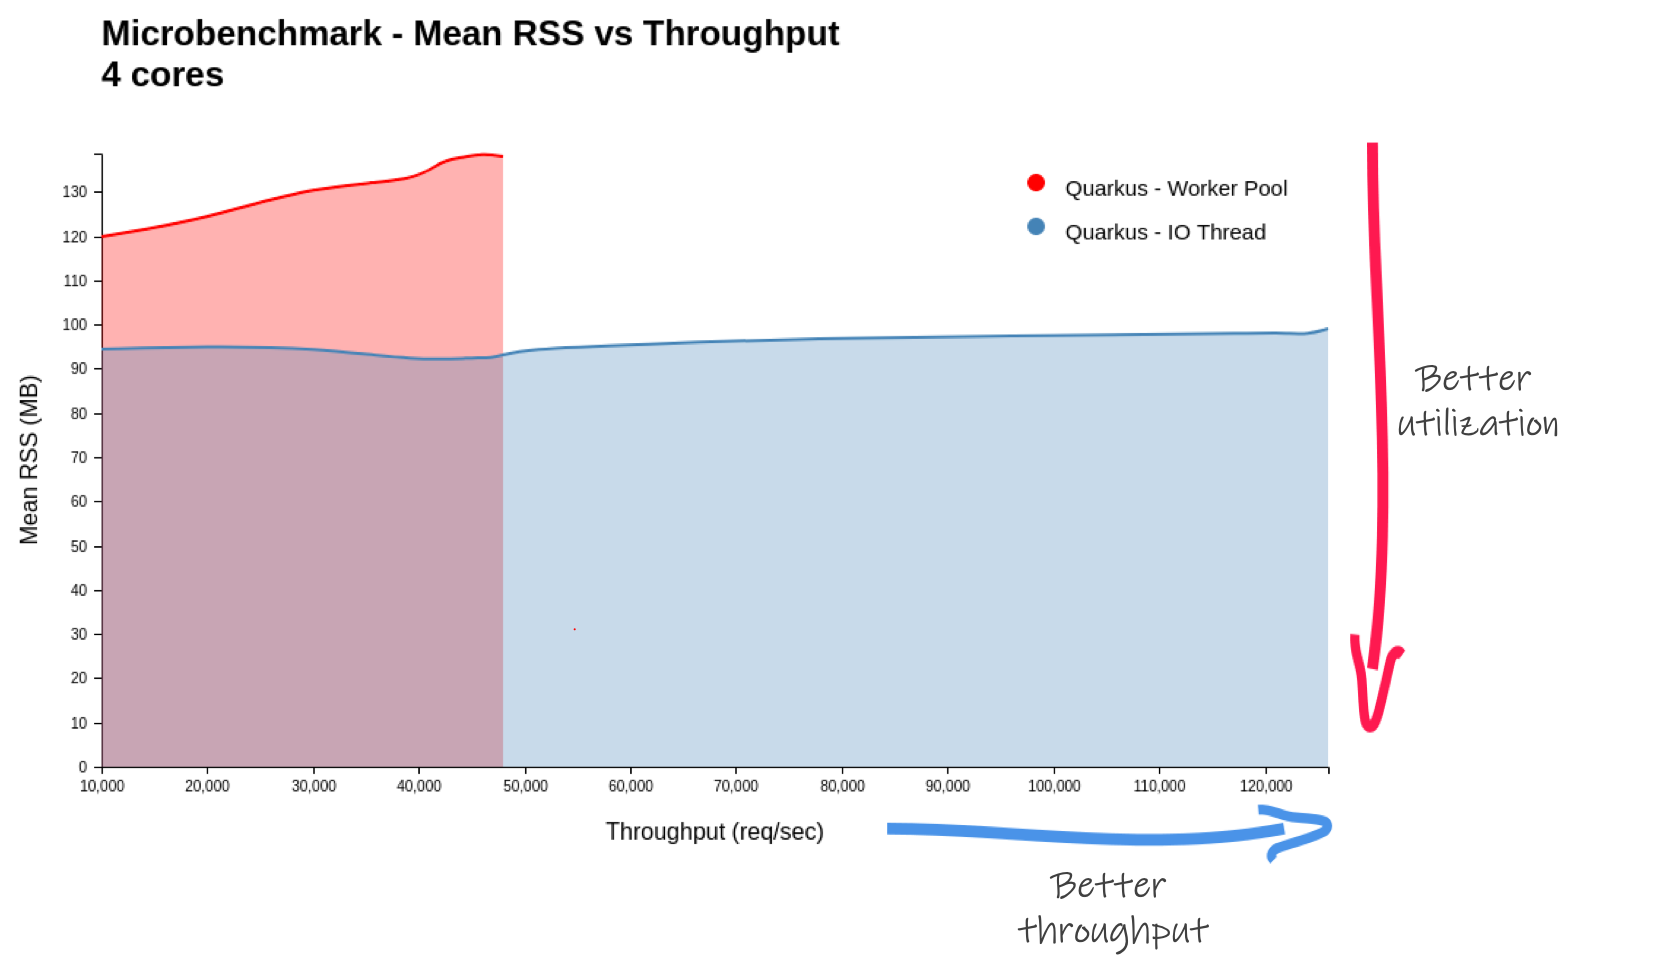 Microbenchmark - Mean RSS vs Throughput
4 cores
Quarkus - Worker Pool
Quarkus - IO Thread
130
120
110
100
90
80
70
60
50
40
30
20
10
0
Mean RSS (MB)
10,000 20,000 30,000 40,000 50,000 60,000 70,000 80,000 90,000 100,000 110,000 120,000
Throughput (req/sec)
Better
utilization
Better
throughput